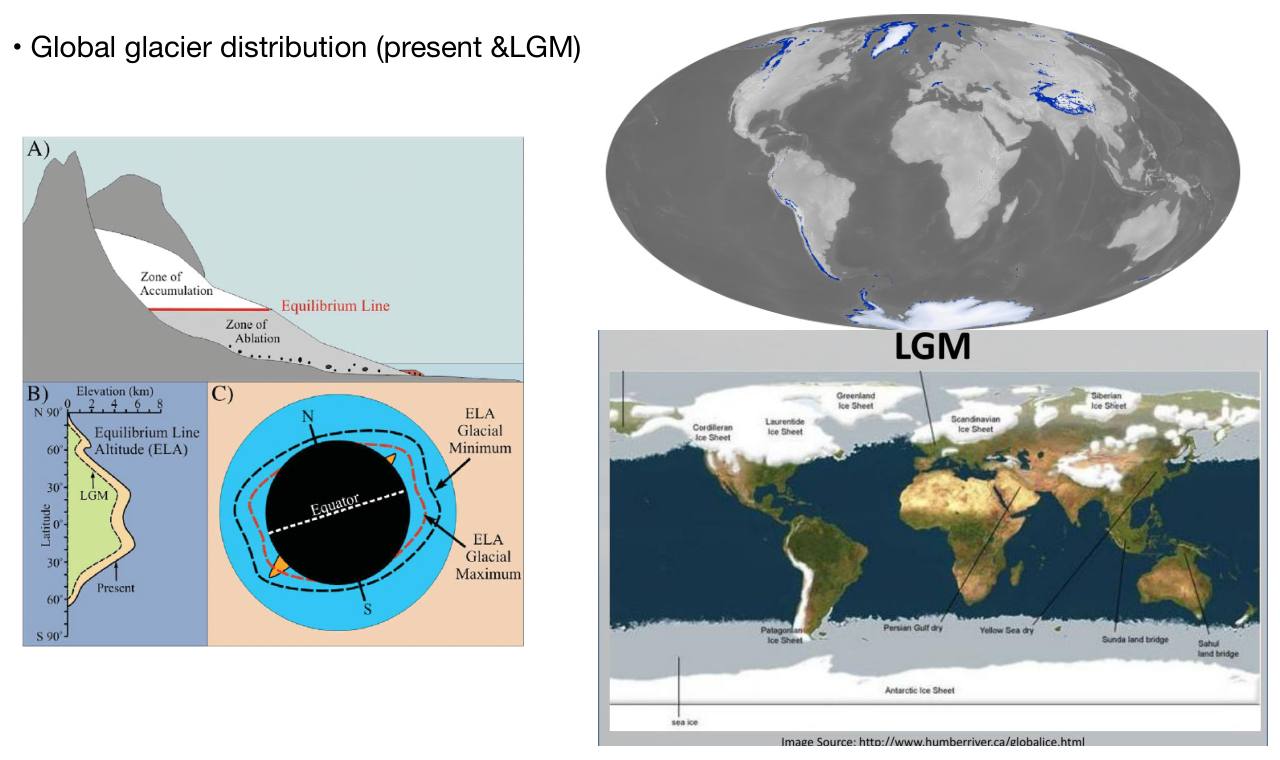 • Global glacier distribution (present &LGM)
A)
Zone of
Accumulation
Equilibrium Line
Zone of
Ablation
B)
Elevation (km)
0 2 4 6 8
N 90°
60°
30°
0°
30°
60°
S 90°
Latitude
Equilibrium Line
Altitude (ELA)
LGM
Present
C)
N
Equator
S
ELA
Glacial
Minimum
ELA
Glacial
Maximum
LGM
Greenland
Ice Sheet
Siberian
Ice Sheet
Cordilleran
Ice Sheet
Laurentide
Ice Sheet
Scandinavian
Ice Sheet
Patagonian
Ice Sheet
Persian Gulf dry
Yellow Sea dry
Sunda land bridge
Sahul
land bridge
Antarctic Ice Sheet
sea ice
Image Source: http://www.humberriver.ca/globalice.html